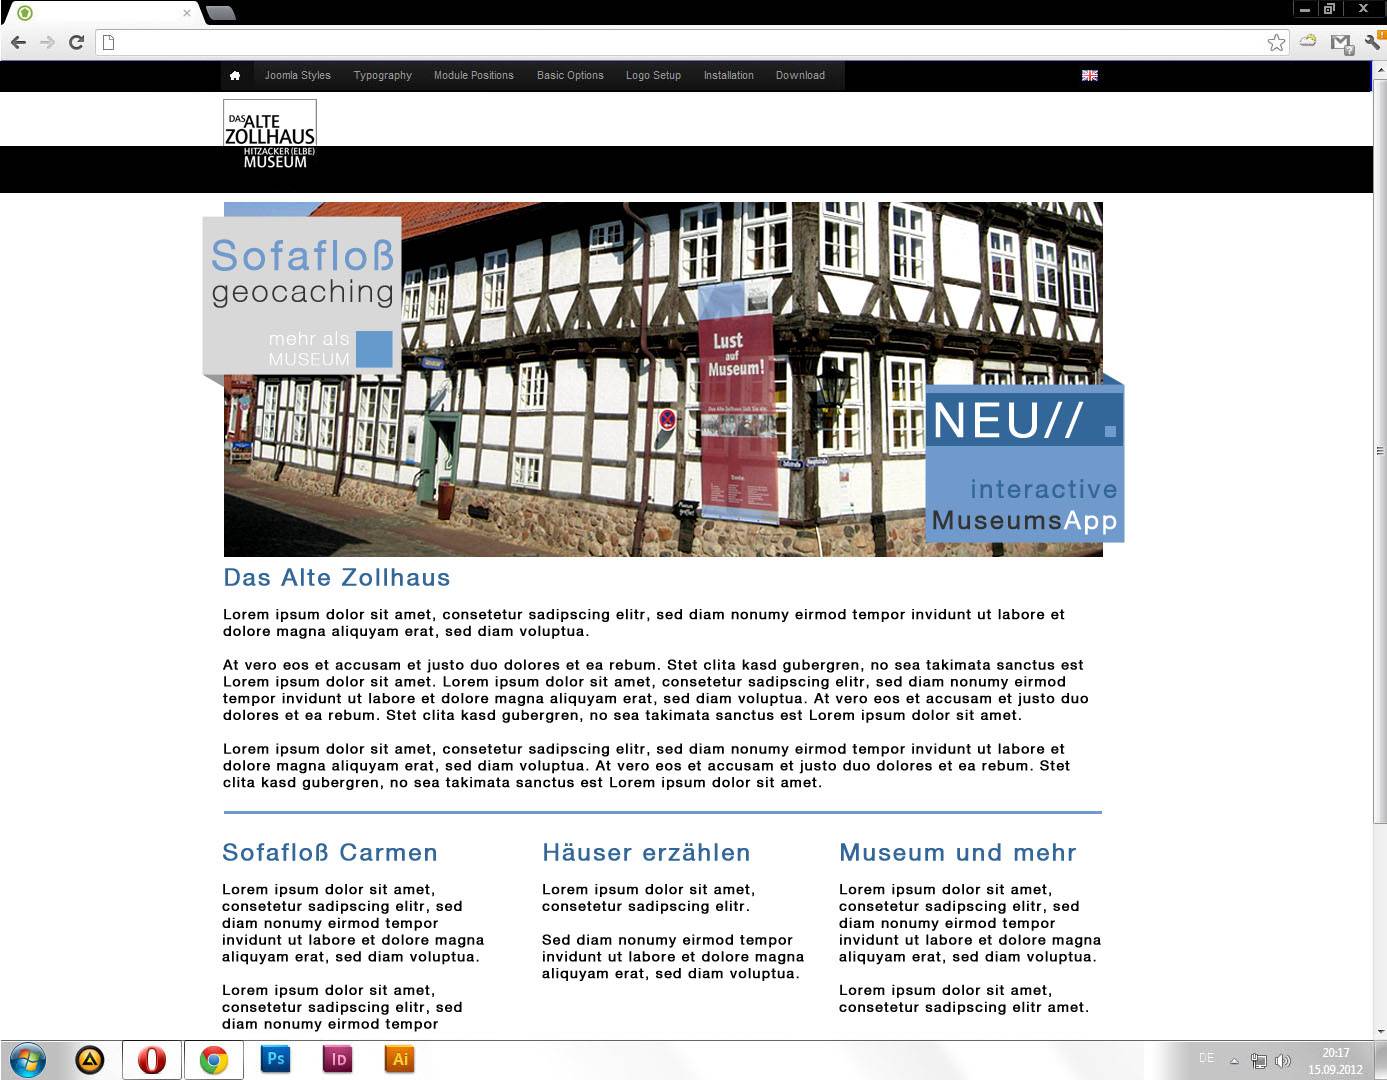 Joomla Styles Typography Module Positions Basic Options Logo Setup Installation Download
DAS ALTE
ZOLLHAUS
HITZACKER (ELBE)
MUSEUM
Sofafloß
geocaching
mehr als
MUSEUM
Lust
auf
Museum!
NEU//
interactive
MuseumsApp
Das Alte Zollhaus
Lorem ipsum dolor sit amet, consetetur sadipscing elitr, sed diam nonumy eirmod tempor invidunt ut labore et
dolore magna aliquyam erat, sed diam voluptua.
At vero eos et accusam et justo duo dolores et ea rebum. Stet clita kasd gubergren, no sea takimata sanctus est
Lorem ipsum dolor sit amet. Lorem ipsum dolor sit amet, consetetur sadipscing elitr, sed diam nonumy eirmod
tempor invidunt ut labore et dolore magna aliquyam erat, sed diam voluptua. At vero eos et accusam et justo duo
dolores et ea rebum. Stet clita kasd gubergren, no sea takimata sanctus est Lorem ipsum dolor sit amet.
Lorem ipsum dolor sit amet, consetetur sadipscing elitr, sed diam nonumy eirmod tempor invidunt ut labore et
dolore magna aliquyam erat, sed diam voluptua. At vero eos et accusam et justo duo dolores et ea rebum. Stet
clita kasd gubergren, no sea takimata sanctus est Lorem ipsum dolor sit amet.
Sofafloß Carmen
Lorem ipsum dolor sit amet,
consetetur sadipscing elitr, sed
diam nonumy eirmod tempor
invidunt ut labore et dolore magna
aliquyam erat, sed diam voluptua.
Lorem ipsum dolor sit amet,
consetetur sadipscing elitr, sed
diam nonumy eirmod tempor
Häuser erzählen
Lorem ipsum dolor sit amet,
consetetur sadipscing elitr.
Sed diam nonumy eirmod tempor
invidunt ut labore et dolore magna
aliquyam erat, sed diam voluptua.
Museum und mehr
Lorem ipsum dolor sit amet,
consetetur sadipscing elitr, sed
diam nonumy eirmod tempor
invidunt ut labore et dolore magna
aliquyam erat, sed diam voluptua.
Lorem ipsum dolor sit amet,
consetetur sadipscing elitr amet.
Ps Id Ai
DE
20:17
15.09.2012